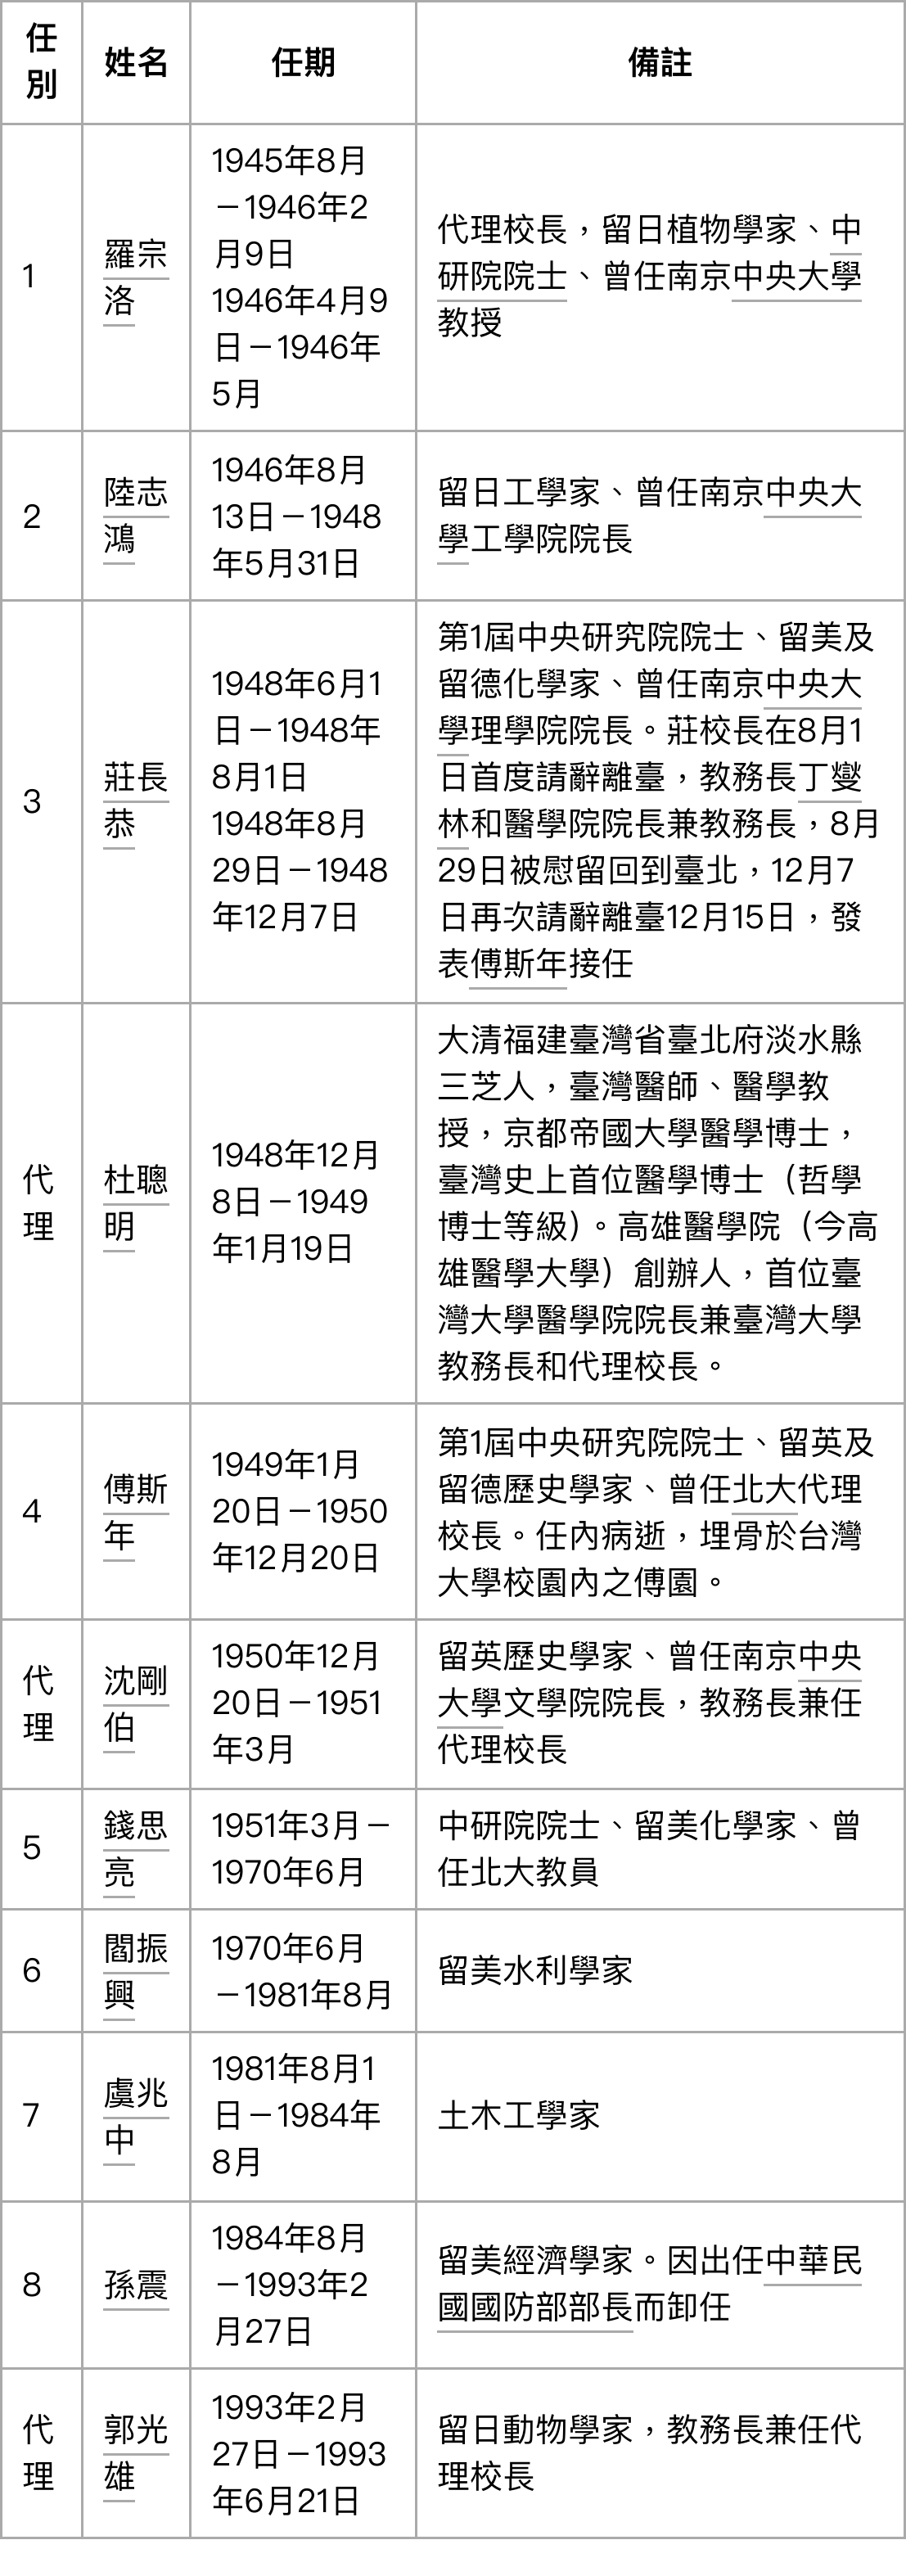 任
別
姓名
任期
備註
1
羅宗
洛
1945年8月
－1946年2
月9日
1946年4月9
日－1946年
5月
代理校長，留日植物學家、中
研院院士、曾任南京中央大學
教授
2
陸志
鴻
1946年8月
13日－1948
年5月31日
留日工學家、曾任南京中央大
學工學院院長
3
莊長
恭
1948年6月1
日－1948年
8月1日
1948年8月
29日－1948
年12月7日
第1屆中央研究院院士、留美及
留德化學家、曾任南京中央大
學理學院院長。莊校長在8月1
日首度請辭離臺，教務長丁燮
林和醫學院院長兼教務長，8月
29日被慰留回到臺北，12月7
日再次請辭離臺12月15日，發
表傅斯年接任
代
理
杜聰
明
1948年12月
8日－1949
年1月19日
大清福建臺灣省臺北府淡水縣
三芝人，臺灣醫師、醫學教
授，京都帝國大學醫學博士，
臺灣史上首位醫學博士（哲學
博士等級）。高雄醫學院（今高
雄醫學大學）創辦人，首位臺
灣大學醫學院院長兼臺灣大學
教務長和代理校長。
4
傅斯
年
1949年1月
20日－1950
年12月20日
第1屆中央研究院院士、留英及
留德歷史學家、曾任北大代理
校長。任內病逝，埋骨於台灣
大學校園內之傅園。
代
理
沈剛
伯
1950年12月
20日－1951
年3月
留英歷史學家、曾任南京中央
大學文學院院長，教務長兼任
代理校長
5
錢思
亮
1951年3月－
1970年6月
中研院院士、留美化學家、曾
任北大教員
6
閻振
興
1970年6月
－1981年8月
留美水利學家
7
虞兆
中
1981年8月1
日－1984年
8月
土木工學家
8
孫震
1984年8月
－1993年2
月27日
留美經濟學家。因出任中華民
國國防部部長而卸任
代
理
郭光
雄
1993年2月
27日－1993
年6月21日
留日動物學家，教務長兼任代
理校長